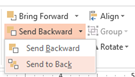 Bring Forward Align
Send Backward Group
Send Backward Rotate
Send to Back